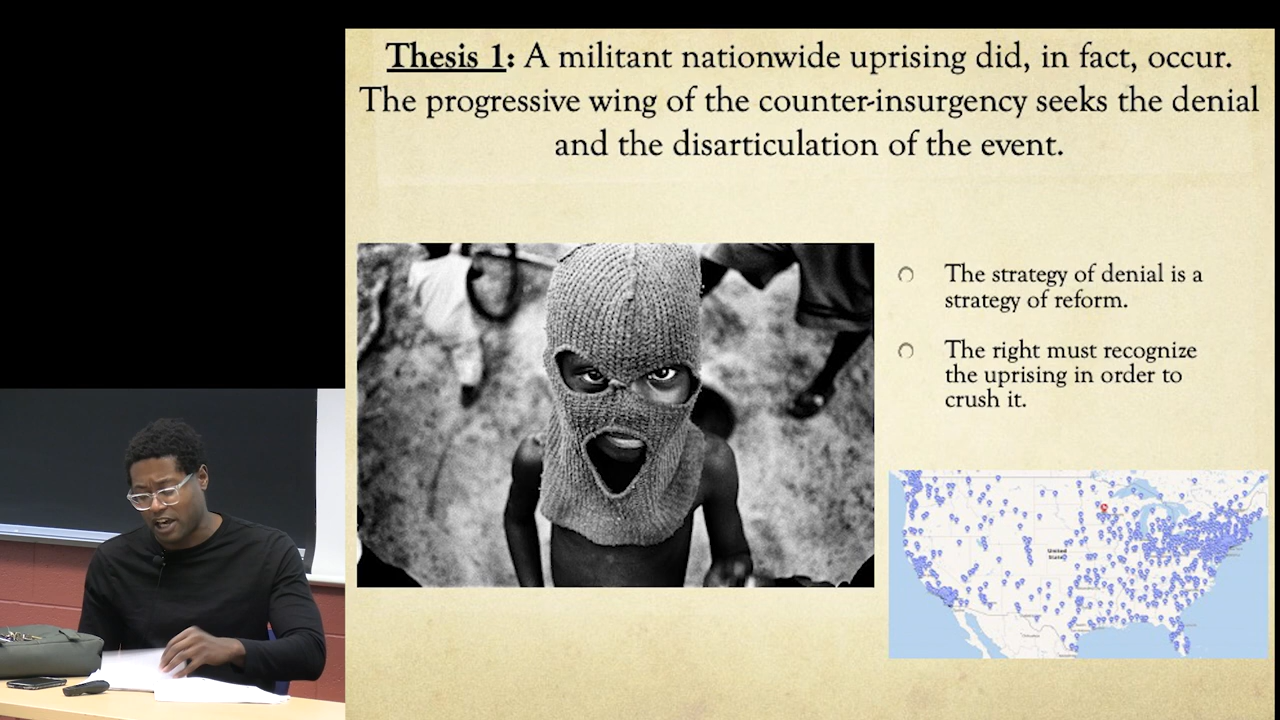 Thesis 1: A militant nationwide uprising did, in fact, occur.
The progressive wing of the counter-insurgency seeks the denial
and the disarticulation of the event.
The strategy of denial is a
strategy of reform.
The right must recognize
the uprising in order to
crush it.
United
States